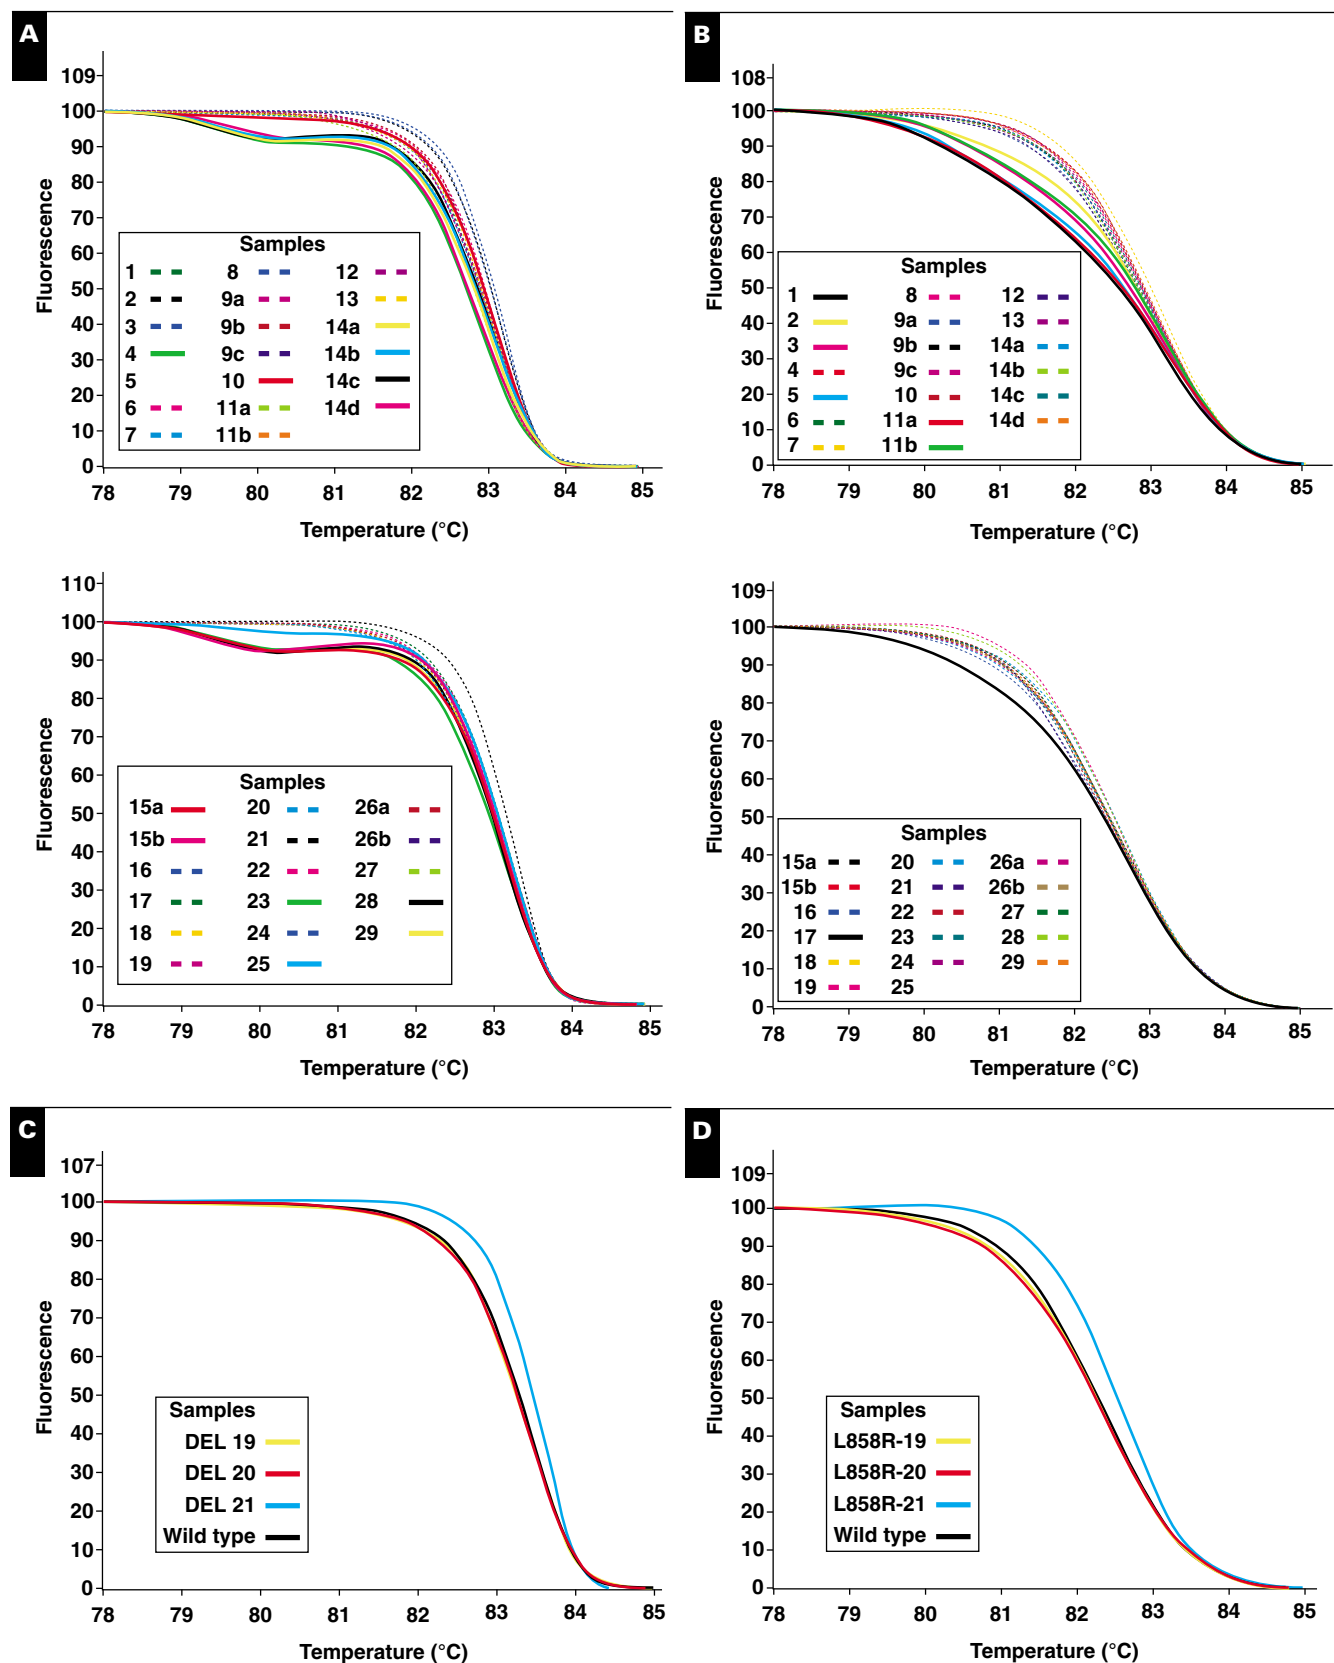 A
109
100
90
80
70
60
50
40
30
20
10
0
Fluorescence
Samples
1 8 12
2 9a 13
3 9b 14a
4 9c 14b
5 10 14c
6 11a 14d
7 11b
78 79 80 81 82 83 84 85
Temperature (°C)
B
108
100
90
80
70
60
50
40
30
20
10
0
Fluorescence
Samples
1 8 12
2 9a 13
3 9b 14a
4 9c 14b
5 10 14c
6 11a 14d
7 11b
78 79 80 81 82 83 84 85
Temperature (°C)
110
100
90
80
70
60
50
40
30
20
10
0
Fluorescence
Samples
15a 20 26a
15b 21 26b
16 22 27
17 23 28
18 24 29
19 25
78 79 80 81 82 83 84 85
Temperature (°C)
109
100
90
80
70
60
50
40
30
20
10
0
Fluorescence
Samples
15a 20 26a
15b 21 26b
16 22 27
17 23 28
18 24 29
19 25
78 79 80 81 82 83 84 85
Temperature (°C)
C
107
100
90
80
70
60
50
40
30
20
10
0
Fluorescence
Samples
DEL 19
DEL 20
DEL 21
Wild type
78 79 80 81 82 83 84 85
Temperature (°C)
D
109
100
90
80
70
60
50
40
30
20
10
0
Fluorescence
Samples
L858R-19
L858R-20
L858R-21
Wild type
78 79 80 81 82 83 84 85
Temperature (°C)